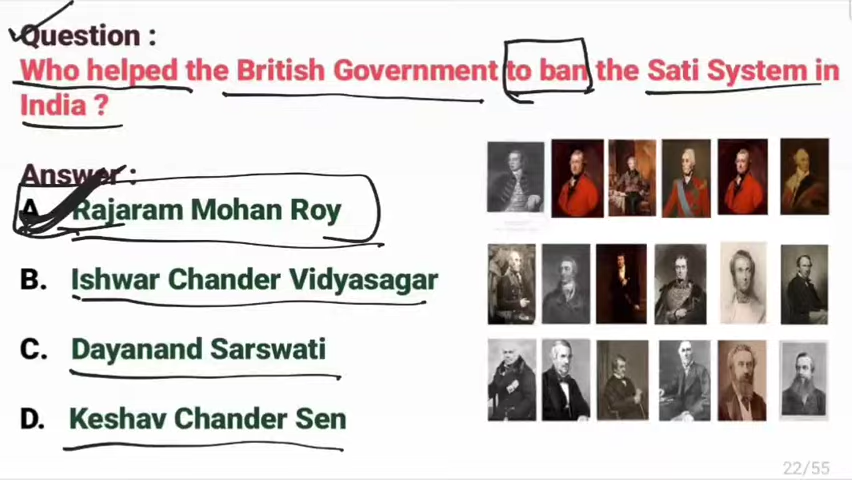 Question :
Who helped the British Government to ban the Sati System in
India ?
Answer :
A. Rajaram Mohan Roy
B. Ishwar Chander Vidyasagar
C. Dayanand Sarswati
D. Keshav Chander Sen
22/55